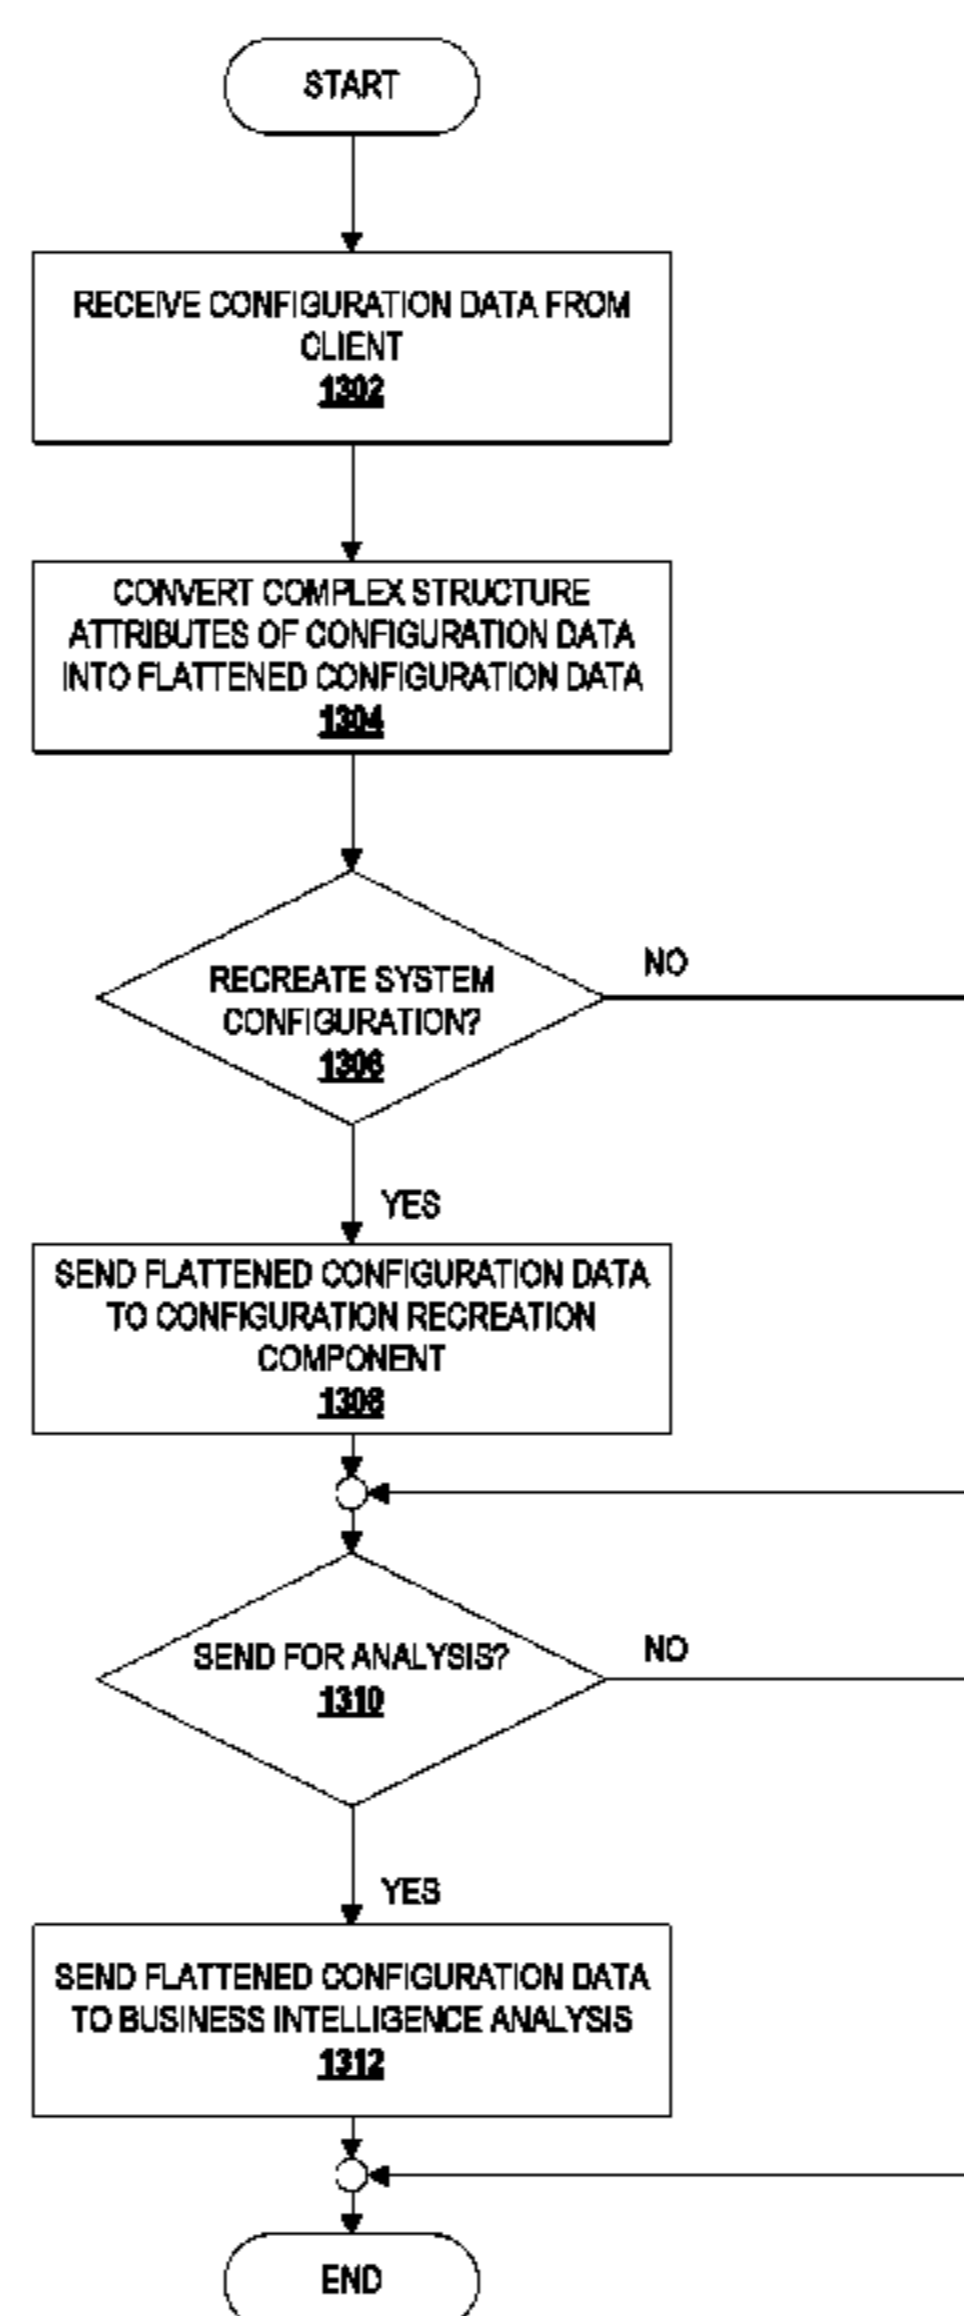 START
RECEIVE CONFIGURATION DATA FROM
CLIENT
1302
CONVERT COMPLEX STRUCTURE
ATTRIBUTES OF CONFIGURATION DATA
INTO FLATTENED CONFIGURATION DATA
1304
RECREATE SYSTEM
CONFIGURATION?
1306
NO
YES
SEND FLATTENED CONFIGURATION DATA
TO CONFIGURATION RECREATION
COMPONENT
1308
SEND FOR ANALYSIS?
1310
NO
YES
SEND FLATTENED CONFIGURATION DATA
TO BUSINESS INTELLIGENCE ANALYSIS
1312
END